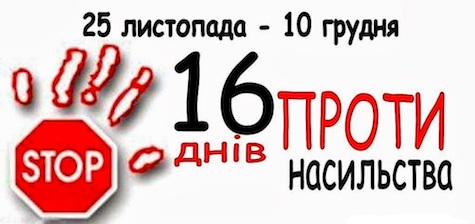 25 листопада - 10 грудня
16 ПРОТИ
днів насильства
STOP